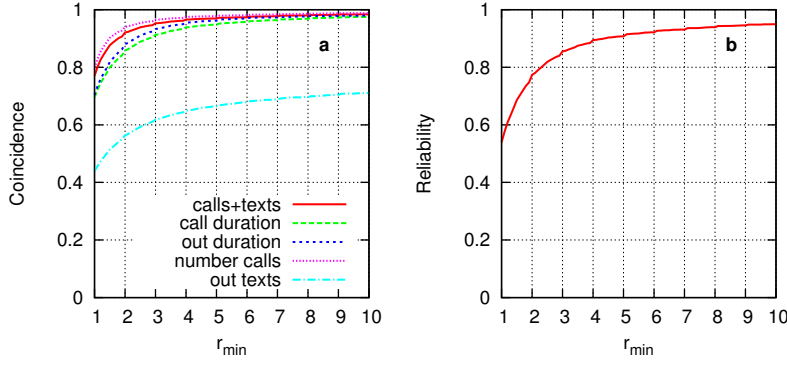 Coincidence
1
0.8
0.6
0.4
0.2
0
a
calls+texts
call duration
out duration
number calls
out texts
1 2 3 4 5 6 7 8 9 10
r_min
Reliability
1
0.8
0.6
0.4
0.2
0
b
1 2 3 4 5 6 7 8 9 10
r_min